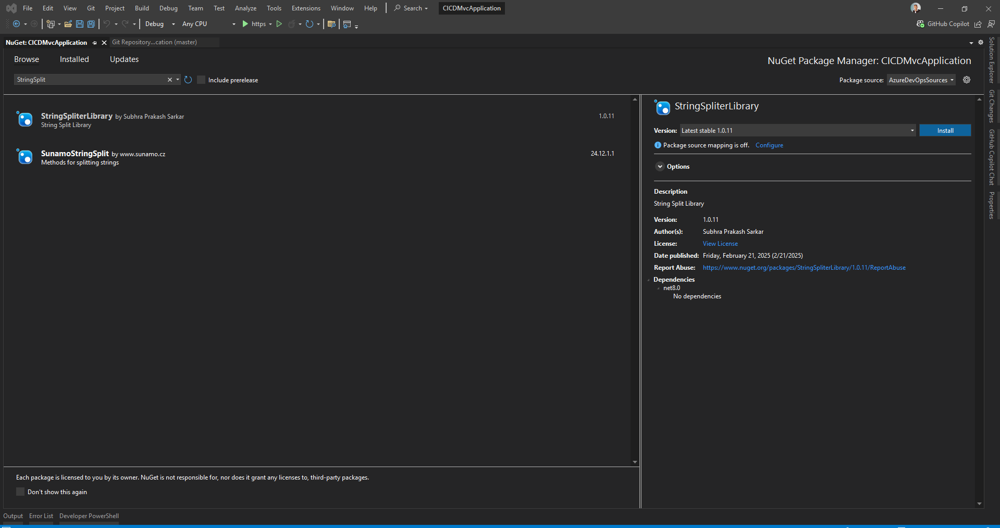 File Edit View Git Project Build Debug Team Test Analyze Tools Extensions Window Help Search CICDMvcApplication
Debug Any CPU https GitHub Copilot
NuGet: CICDMvcApplication Git Repository...cation (master)
Browse Installed Updates
NuGet Package Manager: CICDMvcApplication
StringSplit Include prerelease
Package source: AzureDevOpsSources
StringSpliterLibrary by Subhra Prakash Sarkar 1.0.11
String Split Library
SunamoStringSplit by www.sunamo.cz 24.12.1.1
Methods for splitting strings
Each package is licensed to you by its owner. NuGet is not responsible for, nor does it grant any licenses to, third-party packages.
Don't show this again
StringSpliterLibrary
Version: Latest stable 1.0.11 Install
Package source mapping is off. Configure
Options
Description
String Split Library
Version: 1.0.11
Author(s): Subhra Prakash Sarkar
License: View License
Date published: Friday, February 21, 2025 (2/21/2025)
Report Abuse: https://www.nuget.org/packages/StringSpliterLibrary/1.0.11/ReportAbuse
Dependencies
net8.0
No dependencies
Solution Explorer
Git Changes
GitHub Copilot Chat
Properties
Output Error List Developer PowerShell